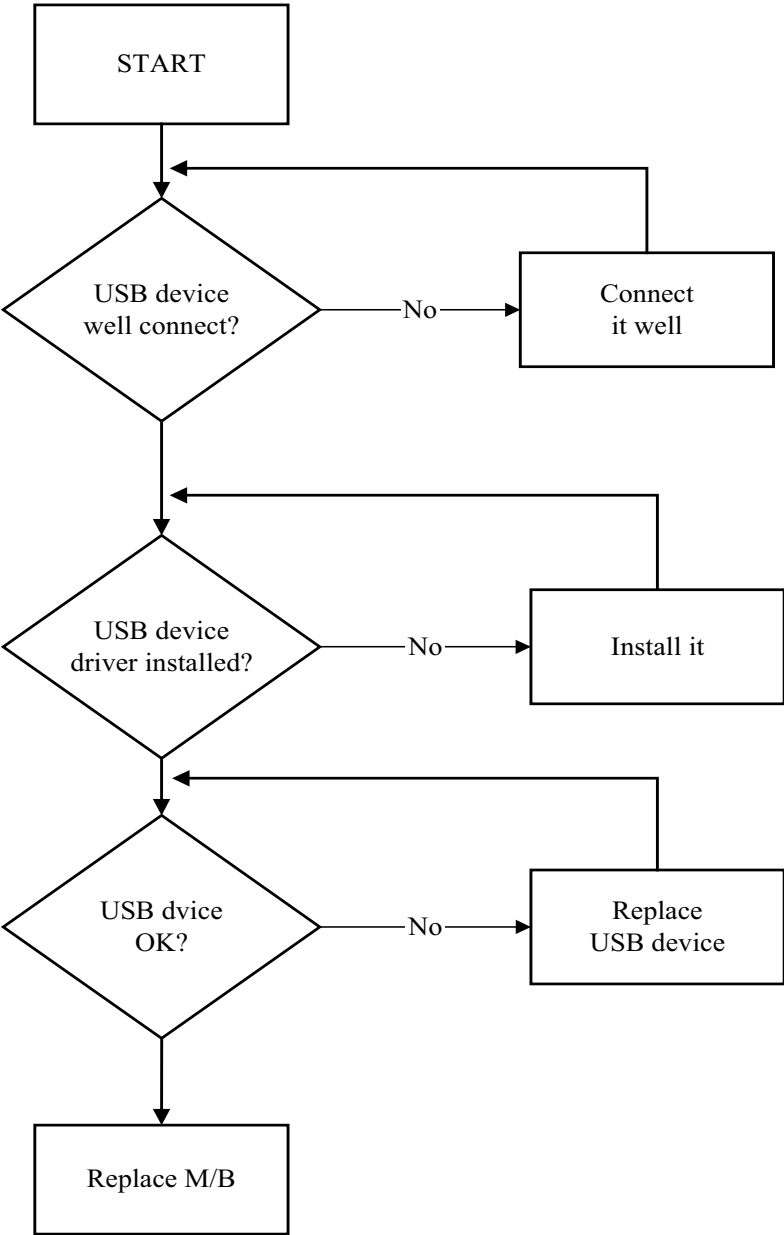 START
USB device
well connect?
No
Connect
it well
USB device
driver installed?
No
Install it
USB dvice
OK?
No
Replace
USB device
Replace M/B